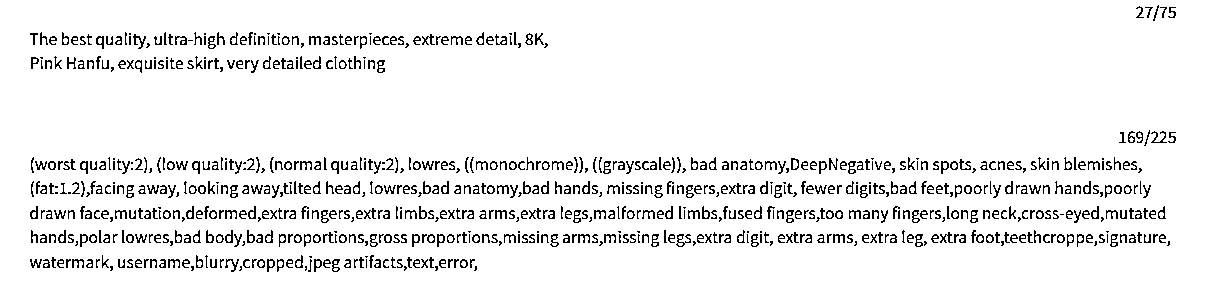 27/75
The best quality, ultra-high definition, masterpieces, extreme detail, 8K,
Pink Hanfu, exquisite skirt, very detailed clothing
169/225
(worst quality:2), (low quality:2), (normal quality:2), lowres, ((monochrome)), ((grayscale)), bad anatomy,DeepNegative, skin spots, acnes, skin blemishes,
(fat:1.2),facing away, looking away,tilted head, lowres,bad anatomy,bad hands, missing fingers,extra digit, fewer digits,bad feet,poorly drawn hands,poorly
drawn face,mutation,deformed,extra fingers,extra limbs,extra arms,extra legs,malformed limbs,fused fingers,too many fingers,long neck,cross-eyed,mutated
hands,polar lowres,bad body,bad proportions,gross proportions,missing arms,missing legs,extra digit, extra arms, extra leg, extra foot,teethcroppe,signature,
watermark, username,blurry,cropped,jpeg artifacts,text,error,